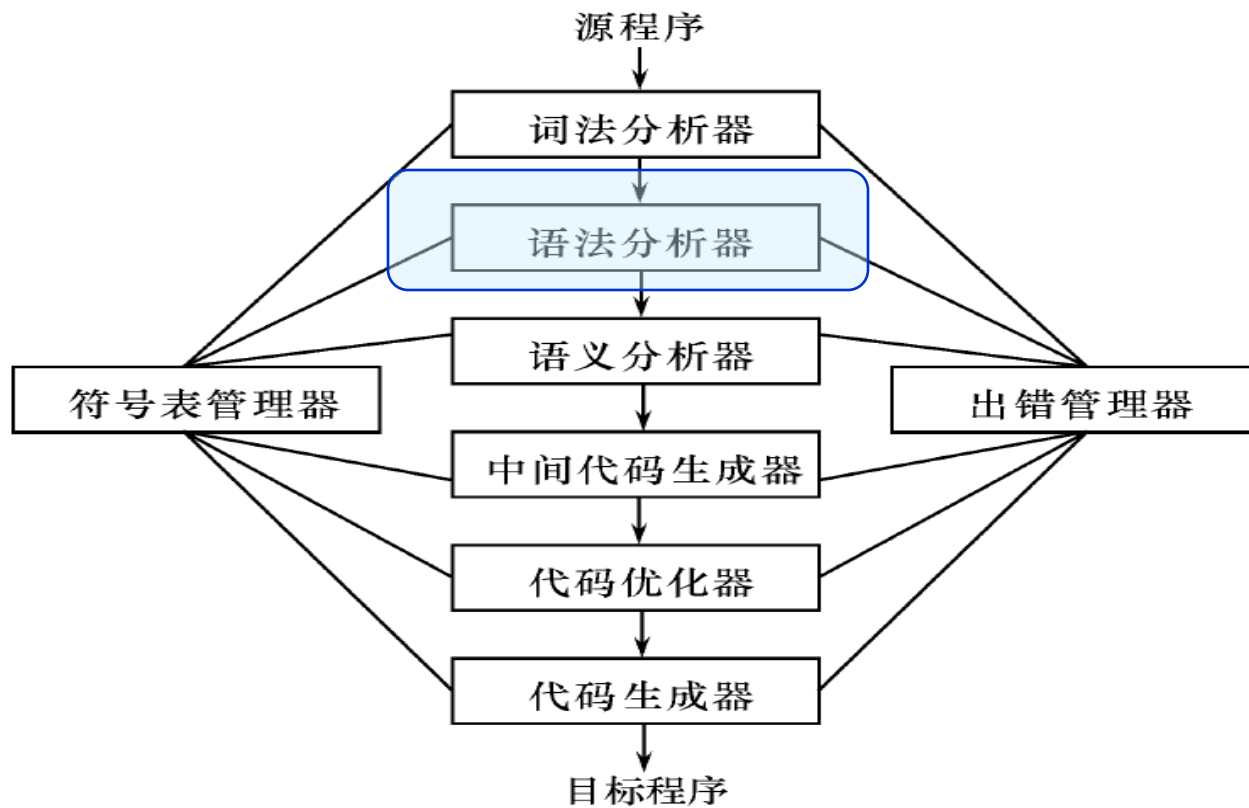 源程序
词法分析器
语法分析器
语义分析器
符号表管理器
出错管理器
中间代码生成器
代码优化器
代码生成器
目标程序